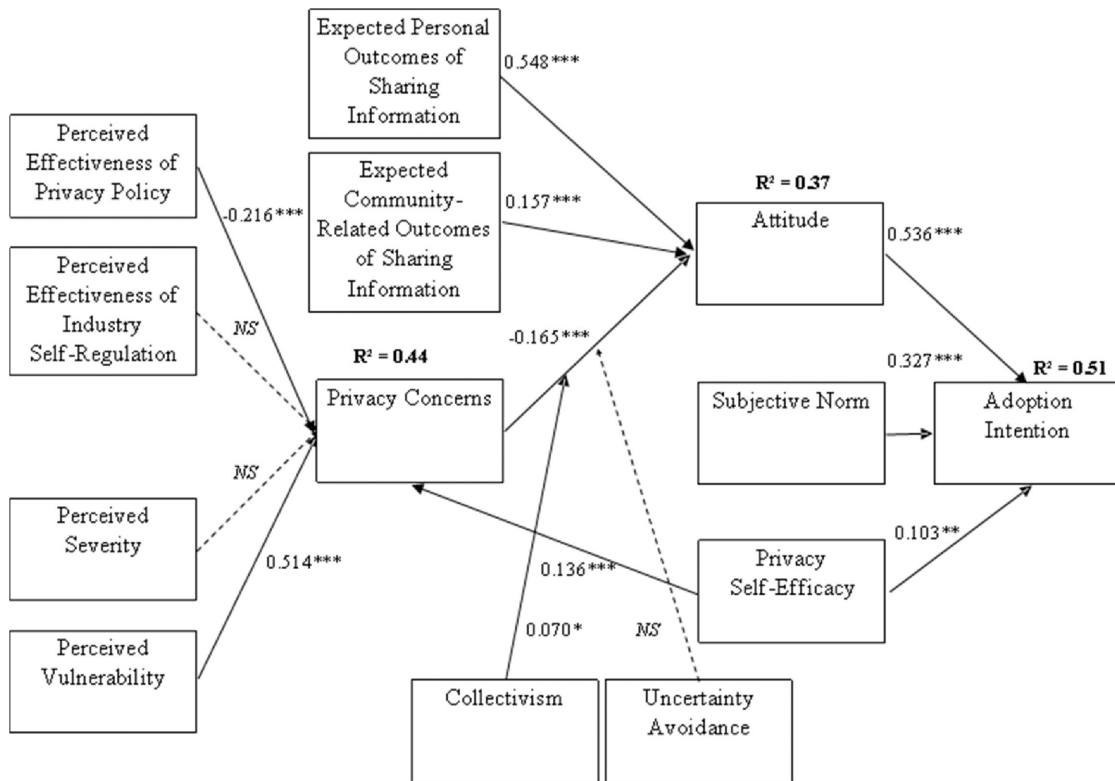 Expected Personal
Outcomes of
Sharing
Information
0.548***
Perceived
Effectiveness of
Privacy Policy
-0.216***
Expected
Community-
Related Outcomes
of Sharing
Information
0.157***
R² = 0.37
Attitude
0.536***
Perceived
Effectiveness of
Industry
Self-Regulation
NS
R² = 0.44
Privacy Concerns
-0.165***
Subjective Norm
0.327***
R² = 0.51
Adoption
Intention
Perceived
Severity
NS
0.514***
Privacy
Self-Efficacy
0.103**
0.136***
0.070*
NS
Perceived
Vulnerability
Collectivism
Uncertainty
Avoidance